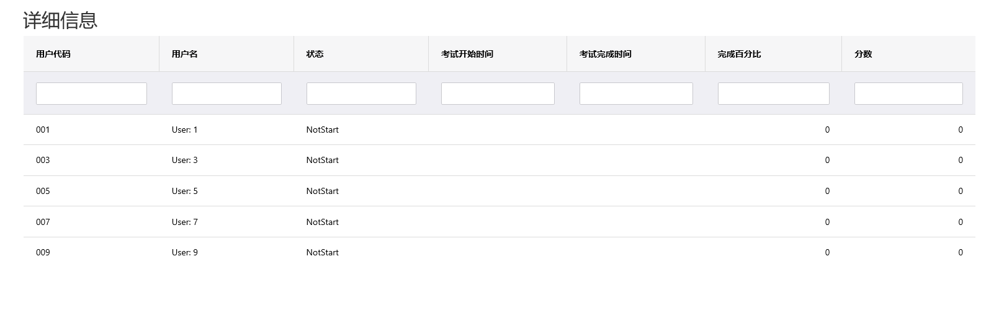 详细信息
用户代码 用户名 状态 考试开始时间 考试完成时间 完成百分比 分数
001 User: 1 NotStart 0 0
003 User: 3 NotStart 0 0
005 User: 5 NotStart 0 0
007 User: 7 NotStart 0 0
009 User: 9 NotStart 0 0